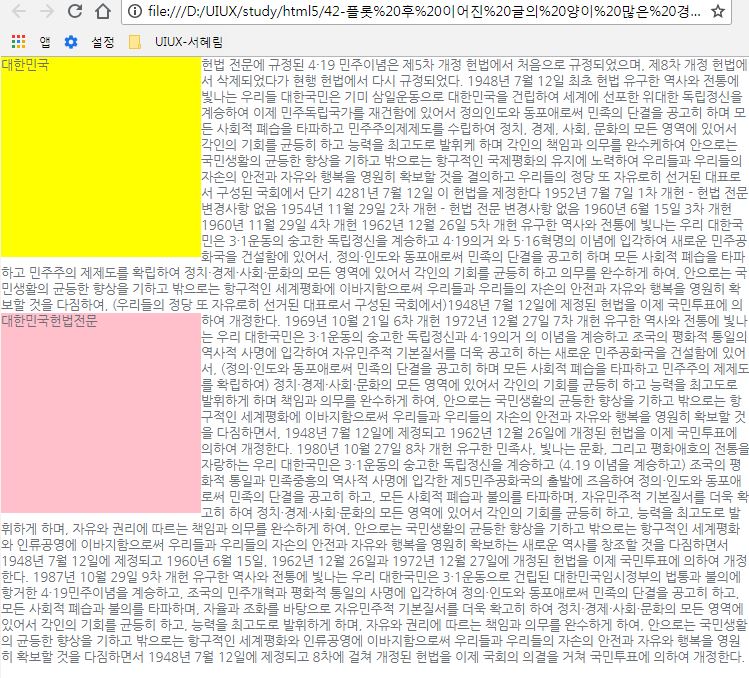 file:///D:/UIUX/study/html5/42-플롯%20후%20이어진%20글의%20양이%20많은%20경...
앱 설정 UIUX-서혜림
대한민국
헌법 전문에 규정된 4·19 민주이념은 제5차 개정 헌법에서 처음으로 규정되었으며, 제8차 개정 헌법에
서 삭제되었다가 현행 헌법에서 다시 규정되었다. 1948년 7월 12일 최초 헌법 유구한 역사와 전통에
빛나는 우리들 대한국민은 기미 삼일운동으로 대한민국을 건립하여 세계에 선포한 위대한 독립정신을
계승하여 이제 민주독립국가를 재건함에 있어서 정의인도와 동포애로써 민족의 단결을 공고히 하며 모
든 사회적 폐습을 타파하고 민주주의제제도를 수립하여 정치, 경제, 사회, 문화의 모든 영역에 있어서
각인의 기회를 균등히 하고 능력을 최고도로 발휘케 하며 각인의 책임과 의무를 완수케하여 안으로는
국민생활의 균등한 향상을 기하고 밖으로는 항구적인 국제평화의 유지에 노력하여 우리들과 우리들의
자손의 안전과 자유와 행복을 영원히 확보할 것을 결의하고 우리들의 정당 또 자유로히 선거된 대표로
서 구성된 국회에서 단기 4281년 7월 12일 이 헌법을 제정한다 1952년 7월 7일 1차 개헌 - 헌법 전문
변경사항 없음 1954년 11월 29일 2차 개헌 - 헌법 전문 변경사항 없음 1960년 6월 15일 3차 개헌
1960년 11월 29일 4차 개헌 1962년 12월 26일 5차 개헌 유구한 역사와 전통에 빛나는 우리 대한국
민은 3·1운동의 숭고한 독립정신을 계승하고 4·19의거 와 5·16혁명의 이념에 입각하여 새로운 민주공
화국을 건설함에 있어서, 정의·인도와 동포애로써 민족의 단결을 공고히 하며 모든 사회적 폐습을 타파
하고 민주주의 제제도를 확립하여 정치·경제·사회·문화의 모든 영역에 있어서 각인의 기회를 균등히 하고 의무를 완수하게 하여, 안으로는 국
민생활의 균등한 향상을 기하고 밖으로는 항구적인 세계평화에 이바지함으로써 우리들과 우리들의 자손의 안전과 자유와 행복을 영원히 확
보할 것을 다짐하여, (우리들의 정당 또 자유로히 선거된 대표로서 구성된 국회에서)1948년 7월 12일에 제정된 헌법을 이제 국민투표에 의
대한민국헌법전문
하여 개정한다. 1969년 10월 21일 6차 개헌 1972년 12월 27일 7차 개헌 유구한 역사와 전통에 빛나
는 우리 대한국민은 3·1운동의 숭고한 독립정신과 4·19의거 의 이념을 계승하고 조국의 평화적 통일의
역사적 사명에 입각하여 자유민주적 기본질서를 더욱 공고히 하는 새로운 민주공화국을 건설함에 있어
서, (정의·인도와 동포애로써 민족의 단결을 공고히 하며 모든 사회적 폐습을 타파하고 민주주의 제제도
를 확립하여) 정치·경제·사회·문화의 모든 영역에 있어서 각인의 기회를 균등히 하고 능력을 최고도로
발휘하게 하며 책임과 의무를 완수하게 하여, 안으로는 국민생활의 균등한 향상을 기하고 밖으로는 항
구적인 세계평화에 이바지함으로써 우리들과 우리들의 자손의 안전과 자유와 행복을 영원히 확보할 것
을 다짐하면서, 1948년 7월 12일에 제정되고 1962년 12월 26일에 개정된 헌법을 이제 국민투표에
의하여 개정한다. 1980년 10월 27일 8차 개헌 유구한 민족사, 빛나는 문화, 그리고 평화애호의 전통을
자랑하는 우리 대한국민은 3·1운동의 숭고한 독립정신을 계승하고 (4.19 이념을 계승하고) 조국의 평
화적 통일과 민족중흥의 역사적 사명에 입각한 제5민주공화국의 출발에 즈음하여 정의·인도와 동포애
로써 민족의 단결을 공고히 하고, 모든 사회적 폐습과 불의를 타파하며, 자유민주적 기본질서를 더욱 확
고히 하여 정치·경제·사회·문화의 모든 영역에 있어서 각인의 기회를 균등히 하고, 능력을 최고도로 발
휘하게 하며, 자유와 권리에 따르는 책임과 의무를 완수하게 하여, 안으로는 국민생활의 균등한 향상을 기하고 밖으로는 항구적인 세계평화
와 인류공영에 이바지함으로써 우리들과 우리들의 자손의 안전과 자유와 행복을 영원히 확보하는 새로운 역사를 창조할 것을 다짐하면서
1948년 7월 12일에 제정되고 1960년 6월 15일, 1962년 12월 26일과 1972년 12월 27일에 개정된 헌법을 이제 국민투표에 의하여 개정
한다. 1987년 10월 29일 9차 개헌 유구한 역사와 전통에 빛나는 우리 대한국민은 3·1운동으로 건립된 대한민국임시정부의 법통과 불의에
항거한 4·19민주이념을 계승하고, 조국의 민주개혁과 평화적 통일의 사명에 입각하여 정의·인도와 동포애로써 민족의 단결을 공고히 하고,
모든 사회적 폐습과 불의를 타파하며, 자율과 조화를 바탕으로 자유민주적 기본질서를 더욱 확고히 하여 정치·경제·사회·문화의 모든 영역에
있어서 각인의 기회를 균등히 하고, 능력을 최고도로 발휘하게 하며, 자유와 권리에 따르는 책임과 의무를 완수하게 하여, 안으로는 국민생활
의 균등한 향상을 기하고 밖으로는 항구적인 세계평화와 인류공영에 이바지함으로써 우리들과 우리들의 자손의 안전과 자유와 행복을 영원
히 확보할 것을 다짐하면서 1948년 7월 12일에 제정되고 8차에 걸쳐 개정된 헌법을 이제 국회의 의결을 거쳐 국민투표에 의하여 개정한다.